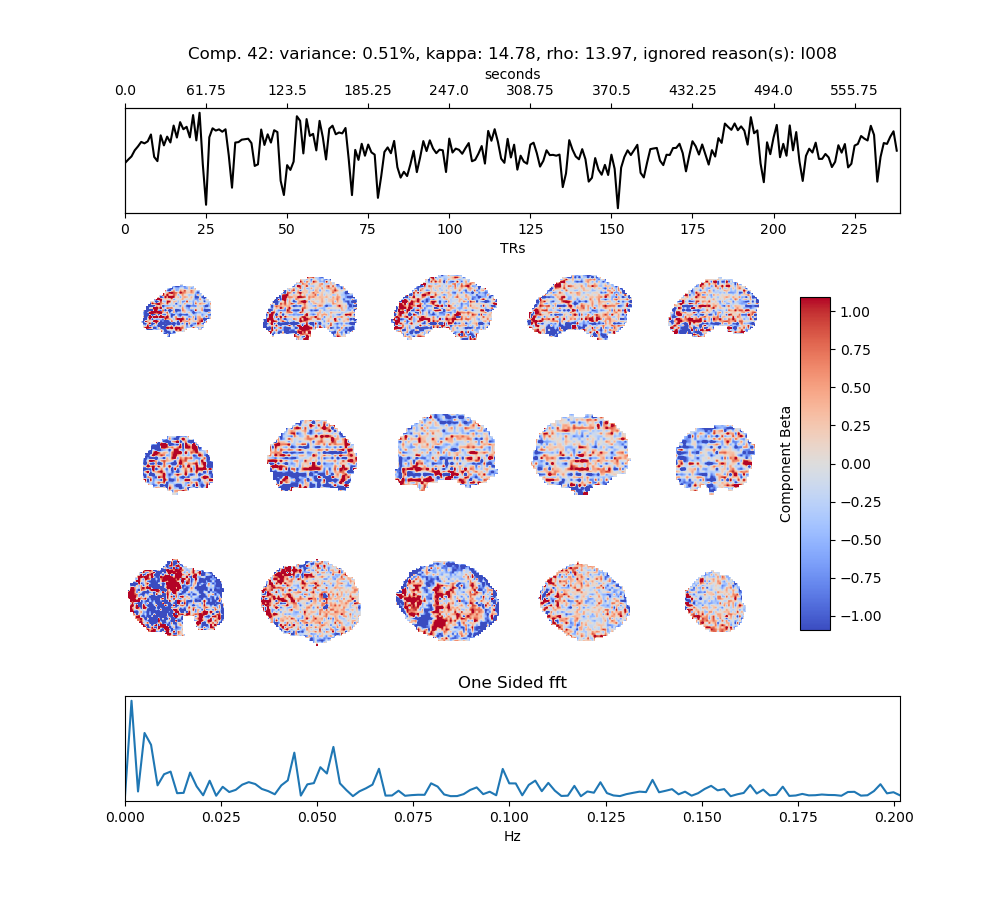 Comp. 42: variance: 0.51%, kappa: 14.78, rho: 13.97, ignored reason(s): I008
seconds
0.0 61.75 123.5 185.25 247.0 308.75 370.5 432.25 494.0 555.75
0 25 50 75 100 125 150 175 200 225
TRs
1.00
0.75
0.50
0.25
0.00
−0.25
−0.50
−0.75
−1.00
Component Beta
One Sided fft
0.000 0.025 0.050 0.075 0.100 0.125 0.150 0.175 0.200
Hz